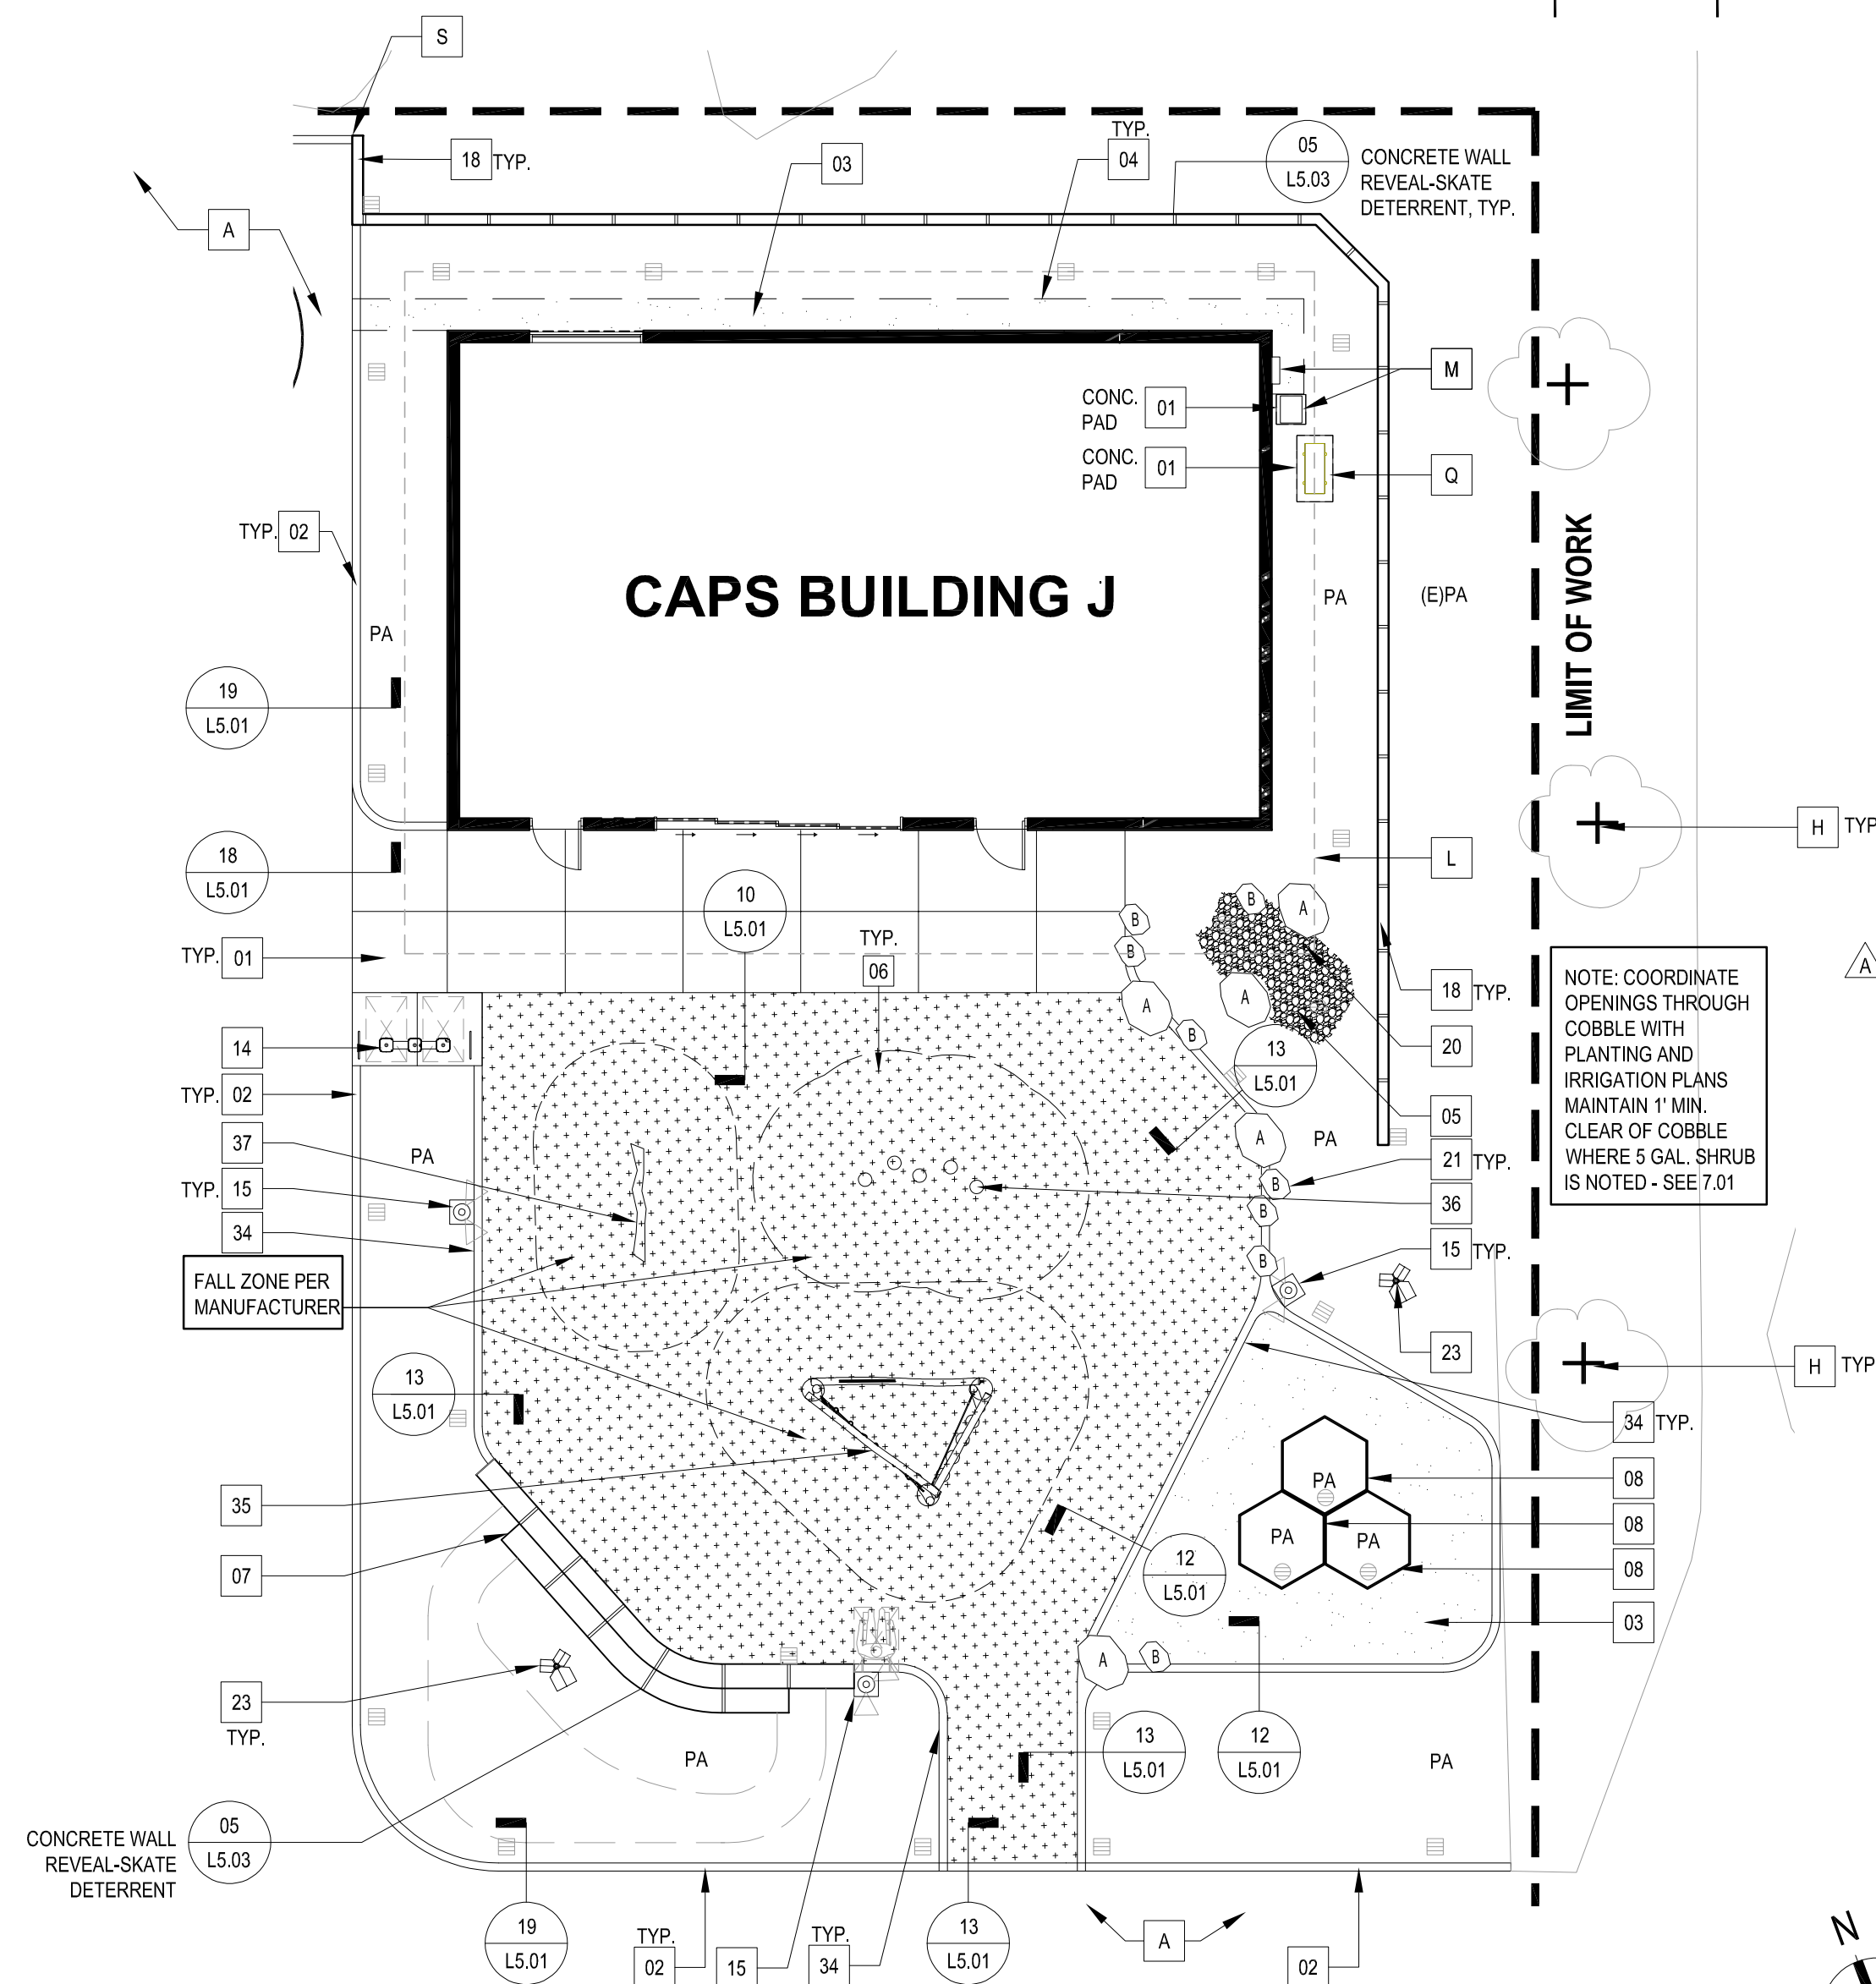 S
18 TYP.
03
TYP.
04
05
L5.03
CONCRETE WALL
REVEAL-SKATE
DETERRENT, TYP.
A
M
CONC.
PAD
01
CONC.
PAD
01
Q
TYP. 02
CAPS BUILDING J
PA
PA
(E)PA
LIMIT OF WORK
19
L5.01
18
L5.01
H TYP
L
10
L5.01
B
A
B
B
TYP.
06
TYP. 01
A
A
B
18 TYP.
NOTE: COORDINATE
OPENINGS THROUGH
COBBLE WITH
PLANTING AND
IRRIGATION PLANS
MAINTAIN 1' MIN.
CLEAR OF COBBLE
WHERE 5 GAL. SHRUB
IS NOTED - SEE 7.01
A
14
13
L5.01
20
TYP. 02
05
37
PA
A
PA
21 TYP.
TYP. 15
B
36
34
B
15 TYP.
FALL ZONE PER
MANUFACTURER
B
23
H TYP
13
L5.01
34 TYP.
35
PA
08
PA
PA
08
07
12
L5.01
08
03
23
TYP.
A
B
PA
13
L5.01
12
L5.01
PA
CONCRETE WALL
REVEAL-SKATE
DETERRENT
05
L5.03
19
L5.01
TYP.
02
15
TYP.
34
13
L5.01
A
02
N